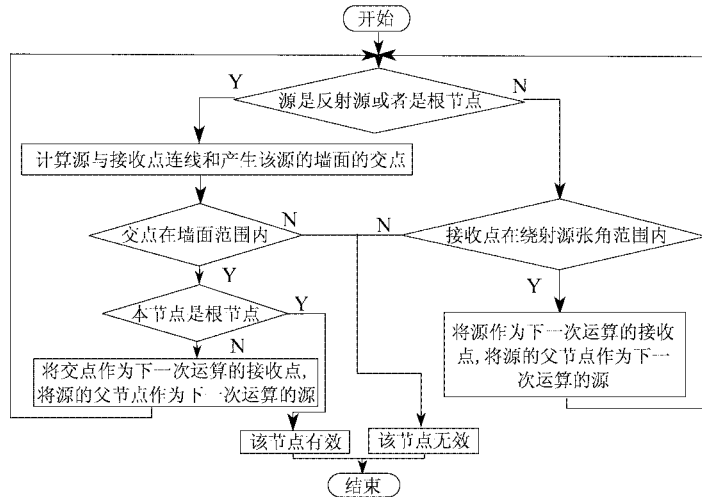 开始
Y
N
源是反射源或者是根节点
计算源与接收点连线和产生该源的墙面的交点
交点在墙面范围内
N
N
接收点在绕射源张角范围内
Y
Y
本节点是根节点
Y
N
将交点作为下一次运算的接收点,
将源的父节点作为下一次运算的源
将源作为下一次运算的接收
点,将源的父节点作为下一
次运算的源
该节点有效
该节点无效
结束